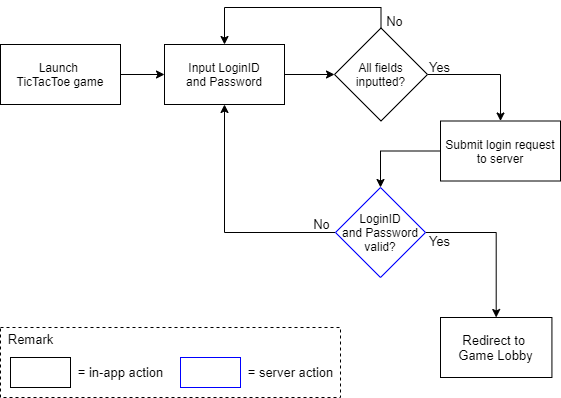 No
Launch
TicTacToe game
Input LoginID
and Password
All fields
inputted?
Yes
Submit login request
to server
No
LoginID
and Password
valid?
Yes
Redirect to
Game Lobby
Remark
= in-app action
= server action